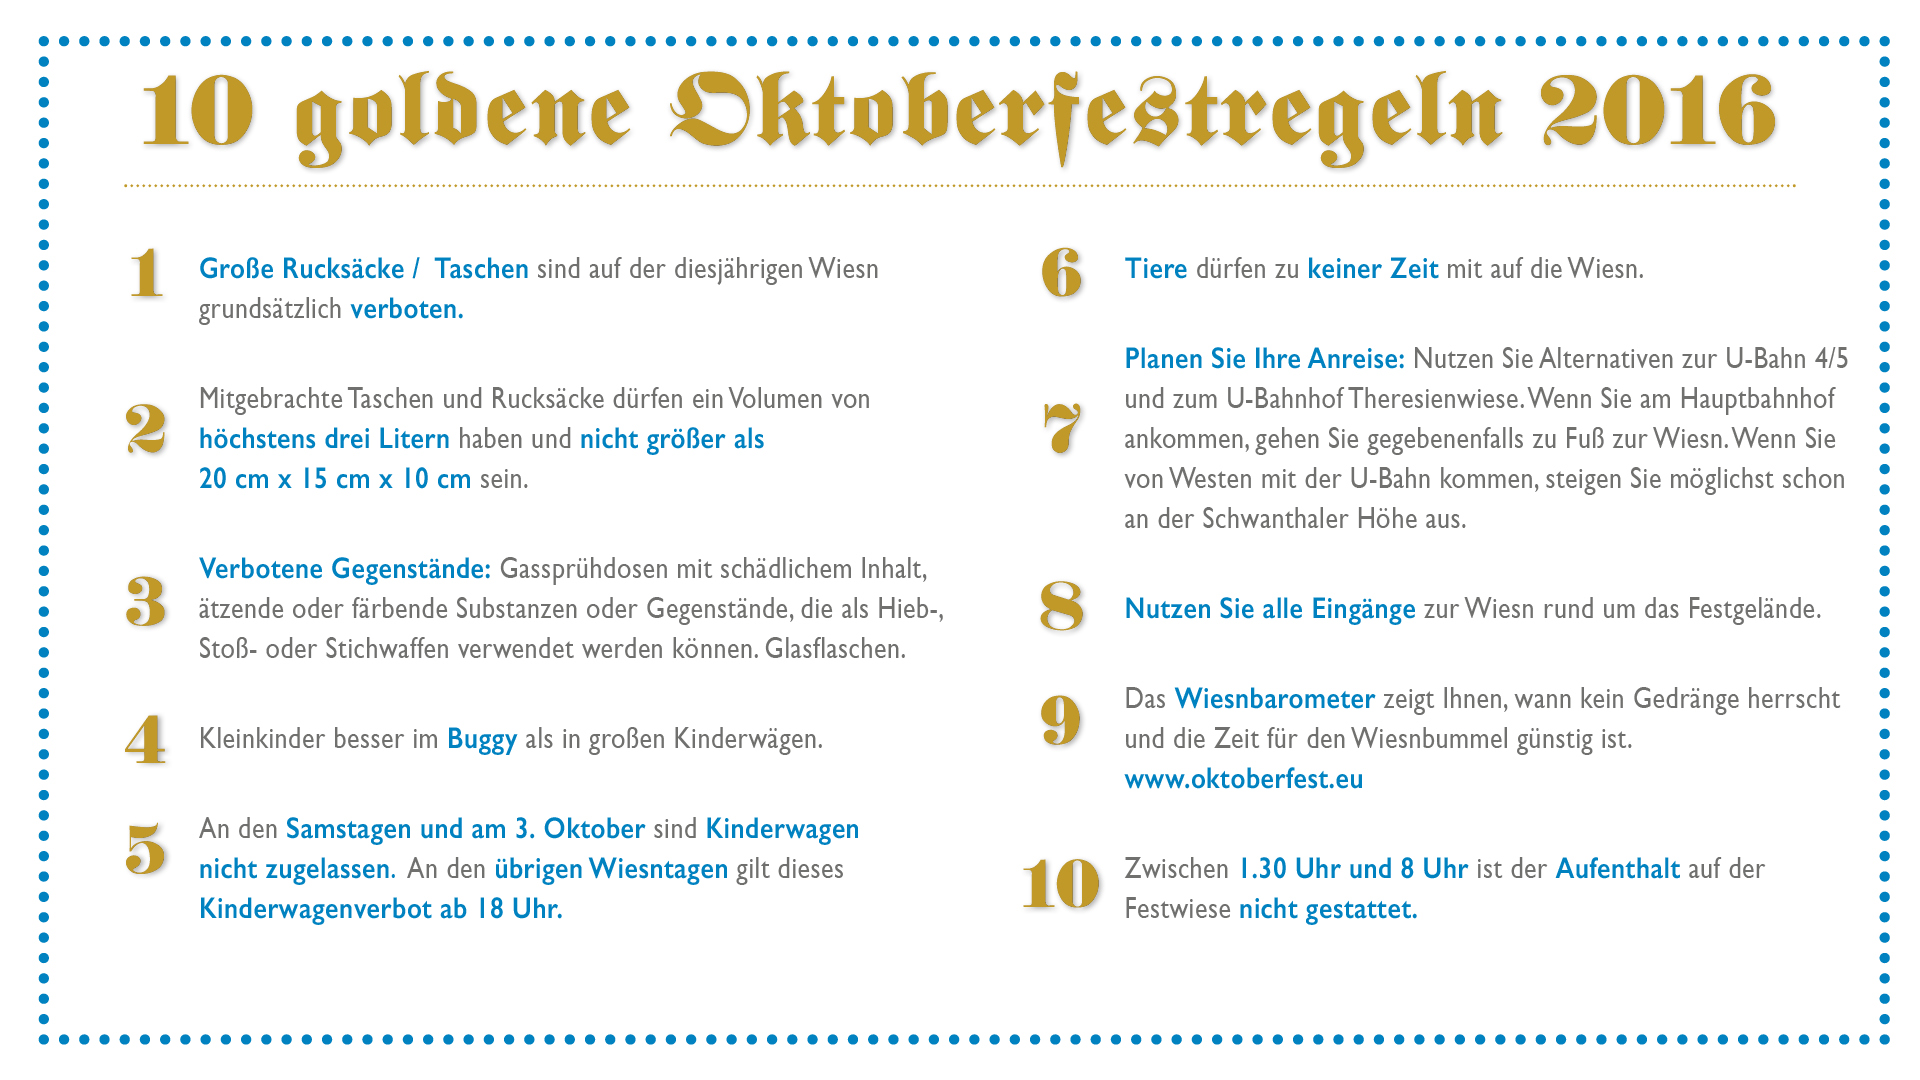 10 goldene Oktoberfestregeln 2016
1
Große Rucksäcke / Taschen sind auf der diesjährigen Wiesn
grundsätzlich verboten.
2
Mitgebrachte Taschen und Rucksäcke dürfen ein Volumen von
höchstens drei Litern haben und nicht größer als
20 cm x 15 cm x 10 cm sein.
3
Verbotene Gegenstände: Gassprühdosen mit schädlichem Inhalt,
ätzende oder färbende Substanzen oder Gegenstände, die als Hieb-,
Stoß- oder Stichwaffen verwendet werden können. Glasflaschen.
4
Kleinkinder besser im Buggy als in großen Kinderwägen.
5
An den Samstagen und am 3. Oktober sind Kinderwagen
nicht zugelassen. An den übrigen Wiesntagen gilt dieses
Kinderwagenverbot ab 18 Uhr.
6
Tiere dürfen zu keiner Zeit mit auf die Wiesn.
7
Planen Sie Ihre Anreise: Nutzen Sie Alternativen zur U-Bahn 4/5
und zum U-Bahnhof Theresienwiese. Wenn Sie am Hauptbahnhof
ankommen, gehen Sie gegebenenfalls zu Fuß zur Wiesn. Wenn Sie
von Westen mit der U-Bahn kommen, steigen Sie möglichst schon
an der Schwanthaler Höhe aus.
8
Nutzen Sie alle Eingänge zur Wiesn rund um das Festgelände.
9
Das Wiesnbarometer zeigt Ihnen, wann kein Gedränge herrscht
und die Zeit für den Wiesnbummel günstig ist.
www.oktoberfest.eu
10
Zwischen 1.30 Uhr und 8 Uhr ist der Aufenthalt auf der
Festwiese nicht gestattet.